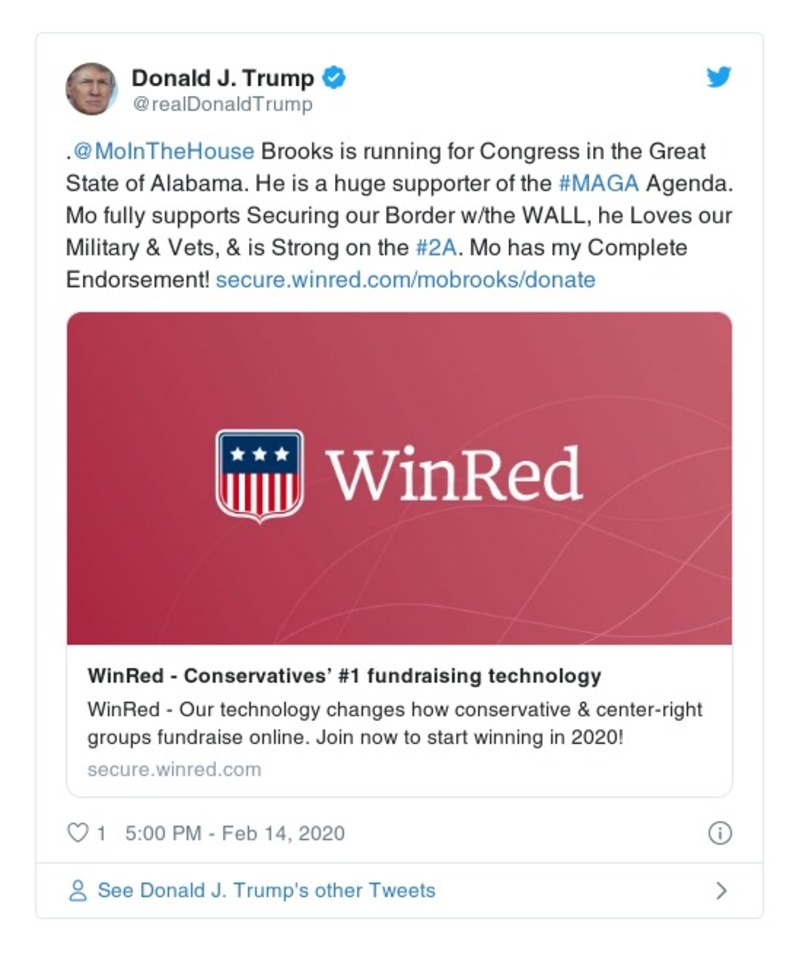 Donald J. Trump
@realDonaldTrump
.@MoInTheHouse Brooks is running for Congress in the Great
State of Alabama. He is a huge supporter of the #MAGA Agenda.
Mo fully supports Securing our Border w/the WALL, he Loves our
Military & Vets, & is Strong on the #2A. Mo has my Complete
Endorsement! secure.winred.com/mobrooks/donate
WinRed
WinRed - Conservatives’ #1 fundraising technology
WinRed - Our technology changes how conservative & center-right
groups fundraise online. Join now to start winning in 2020!
secure.winred.com
1 5:00 PM - Feb 14, 2020
See Donald J. Trump's other Tweets